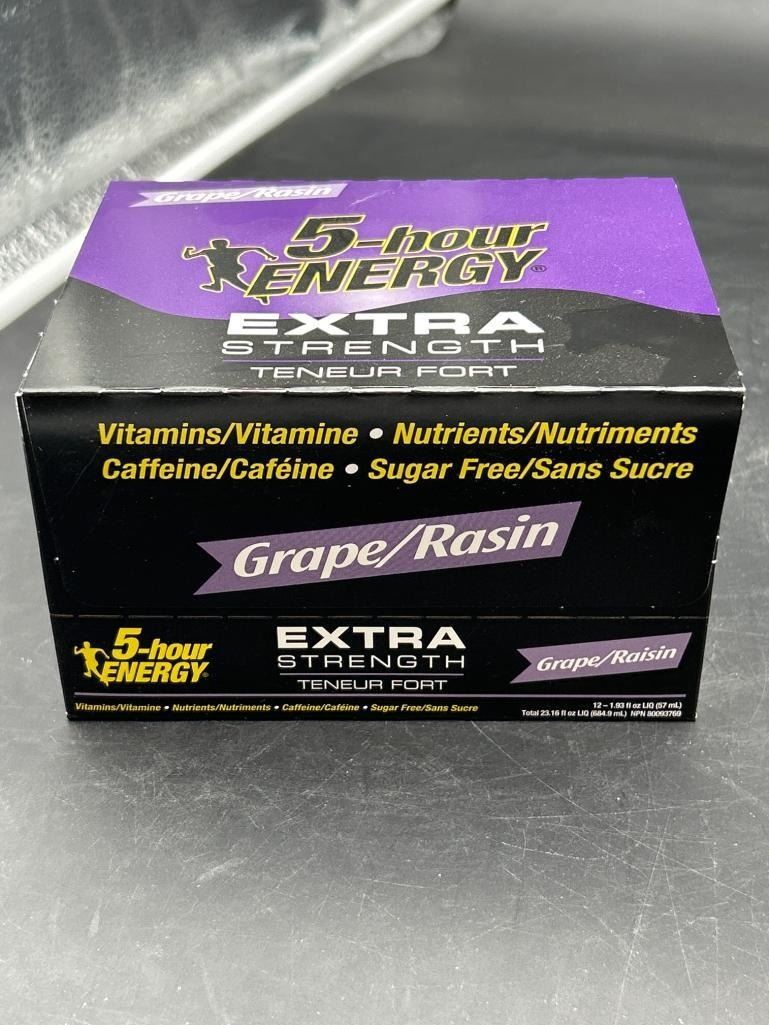 Grape/Rasin
5-hour
ENERGY®
EXTRA
STRENGTH
TENEUR FORT
Vitamins/Vitamine • Nutrients/Nutriments
Caffeine/Caféine • Sugar Free/Sans Sucre
Grape/Rasin
5-hour
ENERGY®
EXTRA
STRENGTH
TENEUR FORT
Grape/Raisin
Vitamins/Vitamine • Nutrients/Nutriments • Caffeine/Caféine • Sugar Free/Sans Sucre
12 – 1.93 fl oz LIQ (57 mL)
Total 23.16 fl oz LIQ (684.9 mL) NPN 80093769